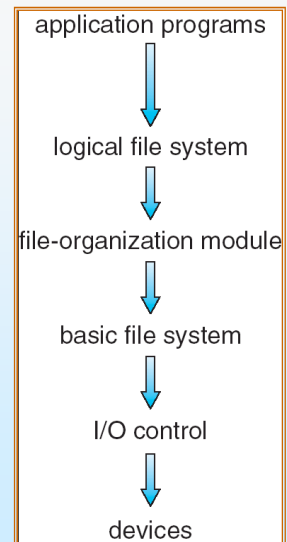 application programs
logical file system
file-organization module
basic file system
I/O control
devices